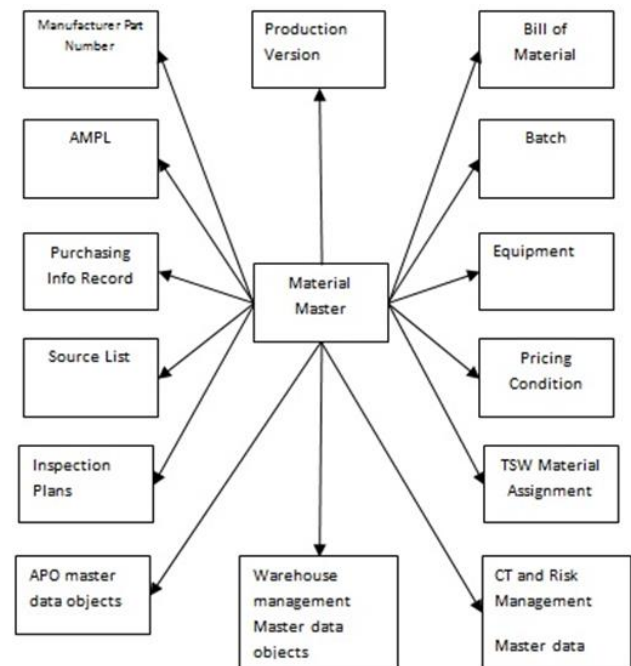 Manufacturer Part
Number
Production
Version
Bill of
Material
AMPL
Batch
Purchasing
Info Record
Material
Master
Equipment
Source List
Pricing
Condition
Inspection
Plans
TSW Material
Assignment
APO master
data objects
Warehouse
management
Master data
objects
CT and Risk
Management
Master data